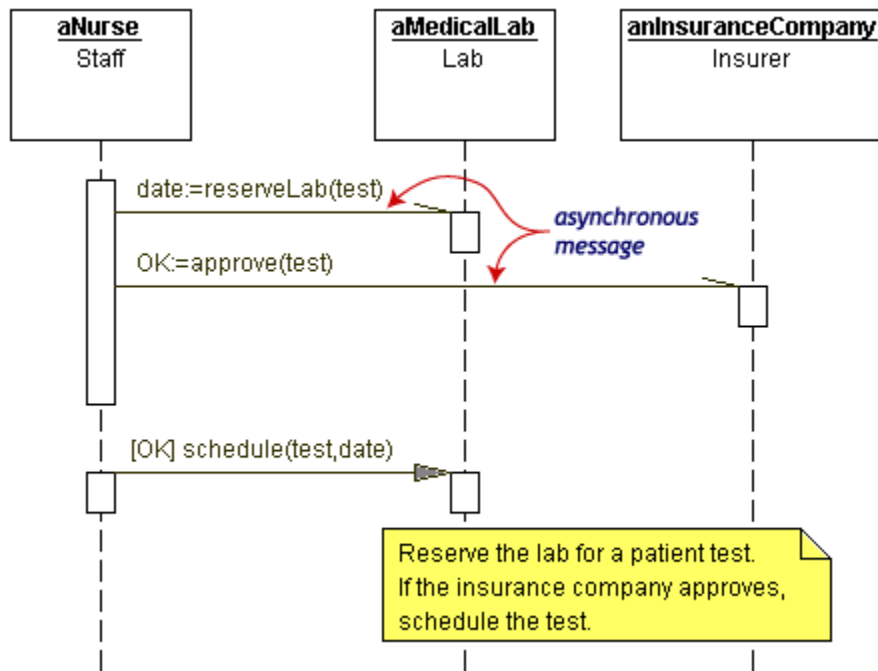 aNurse
Staff
aMedicalLab
Lab
anInsuranceCompany
Insurer
date:=reserveLab(test)
asynchronous
message
OK:=approve(test)
[OK] schedule(test,date)
Reserve the lab for a patient test.
If the insurance company approves,
schedule the test.